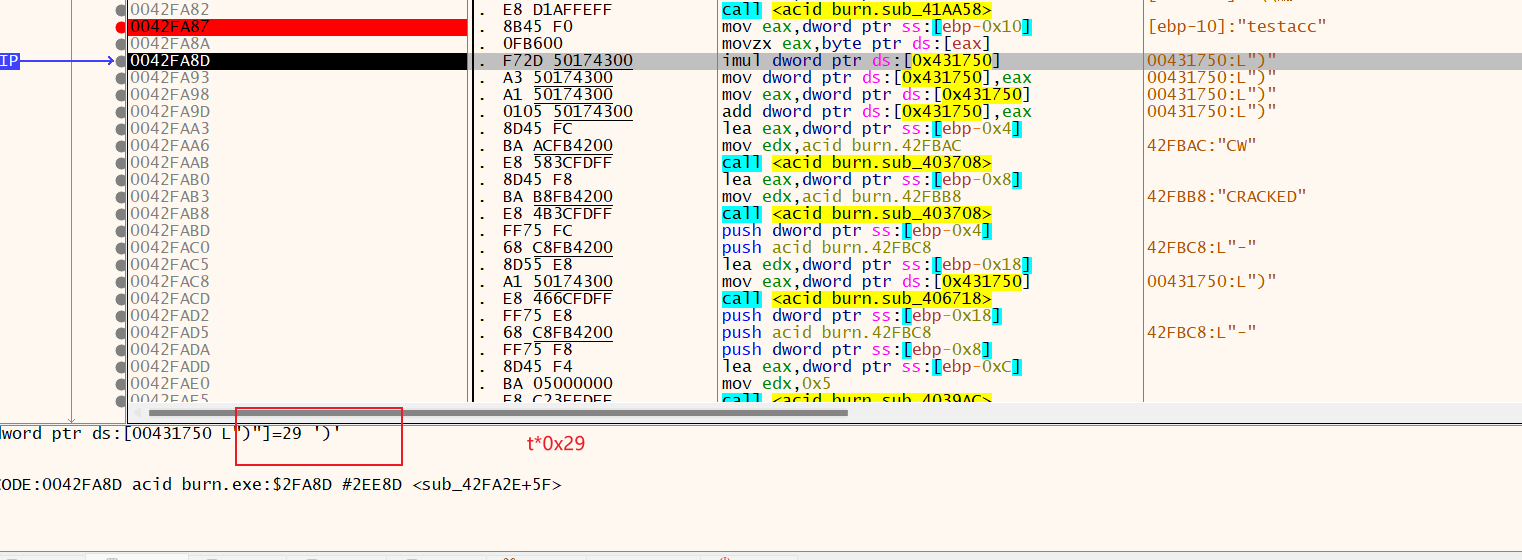 0042FA82 . E8 D1AFFEFF call <acid burn.sub_41AA58>
0042FA87 . 8B45 F0 mov eax,dword ptr ss:[ebp-0x10] [ebp-10]:"testacc"
0042FA8A . 0FB600 movzx eax,byte ptr ds:[eax]
IP 0042FA8D . F72D 50174300 imul dword ptr ds:[0x431750] 00431750:L")"
0042FA93 . A3 50174300 mov dword ptr ds:[0x431750],eax 00431750:L")"
0042FA98 . A1 50174300 mov eax,dword ptr ds:[0x431750] 00431750:L")"
0042FA9D . 0105 50174300 add dword ptr ds:[0x431750],eax 00431750:L")"
0042FAA3 . 8D45 FC lea eax,dword ptr ss:[ebp-0x4]
0042FAA6 . BA ACFB4200 mov edx,acid burn.42FBAC 42FBAC:"CW"
0042FAAB . E8 583CFDFF call <acid burn.sub_403708>
0042FAB0 . 8D45 F8 lea eax,dword ptr ss:[ebp-0x8]
0042FAB3 . BA B8FB4200 mov edx,acid burn.42FBB8 42FBB8:"CRACKED"
0042FAB8 . E8 4B3CFDFF call <acid burn.sub_403708>
0042FABD . FF75 FC push dword ptr ss:[ebp-0x4]
0042FAC0 . 68 C8FB4200 push acid burn.42FBC8 42FBC8:L"-"
0042FAC5 . 8D55 E8 lea edx,dword ptr ss:[ebp-0x18]
0042FAC8 . A1 50174300 mov eax,dword ptr ds:[0x431750] 00431750:L")"
0042FACD . E8 466CFDFF call <acid burn.sub_406718>
0042FAD2 . FF75 E8 push dword ptr ss:[ebp-0x18]
0042FAD5 . 68 C8FB4200 push acid burn.42FBC8 42FBC8:L"-"
0042FADA . FF75 F8 push dword ptr ss:[ebp-0x8]
0042FADD . 8D45 F4 lea eax,dword ptr ss:[ebp-0xC]
0042FAE0 . BA 05000000 mov edx,0x5
0042FAE5 . E8 C23EFDFF call <acid burn.sub_4039AC>
dword ptr ds:[00431750 L")"]=29 ')'
t*0x29
CODE:0042FA8D acid burn.exe:$2FA8D #2EE8D <sub_42FA2E+5F>